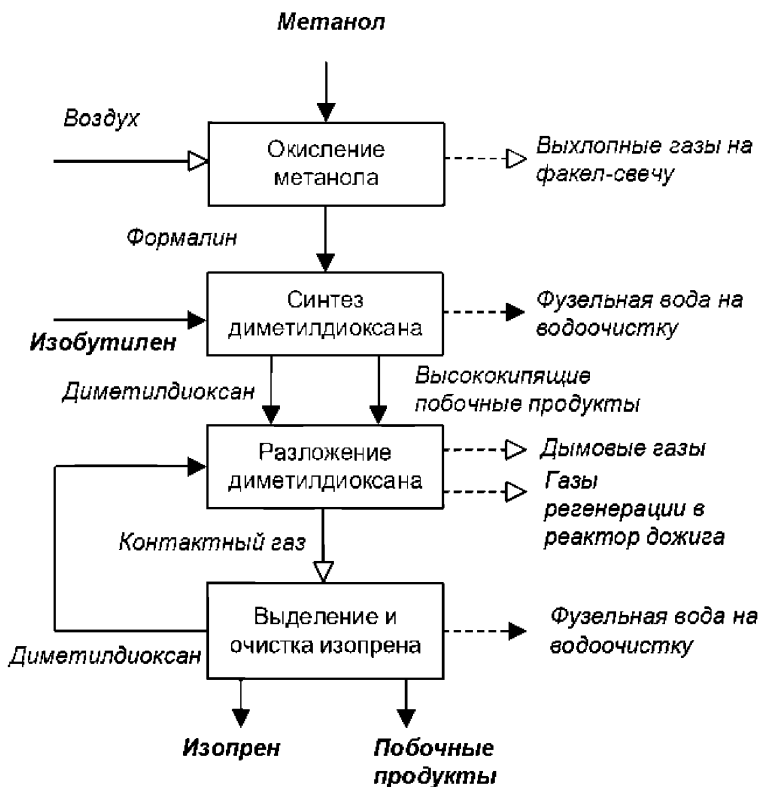 Метанол
Воздух
Окисление
метанола
Выхлопные газы на
факел-свечу
Формалин
Синтез
диметилдиоксана
Фузельная вода на
водоочистку
Изобутилен
Диметилдиоксан
Высококипящие
побочные продукты
Разложение
диметилдиоксана
Дымовые газы
Газы
регенерации в
реактор дожига
Контактный газ
Выделение и
очистка изопрена
Фузельная вода на
водоочистку
Диметилдиоксан
Изопрен
Побочные
продукты